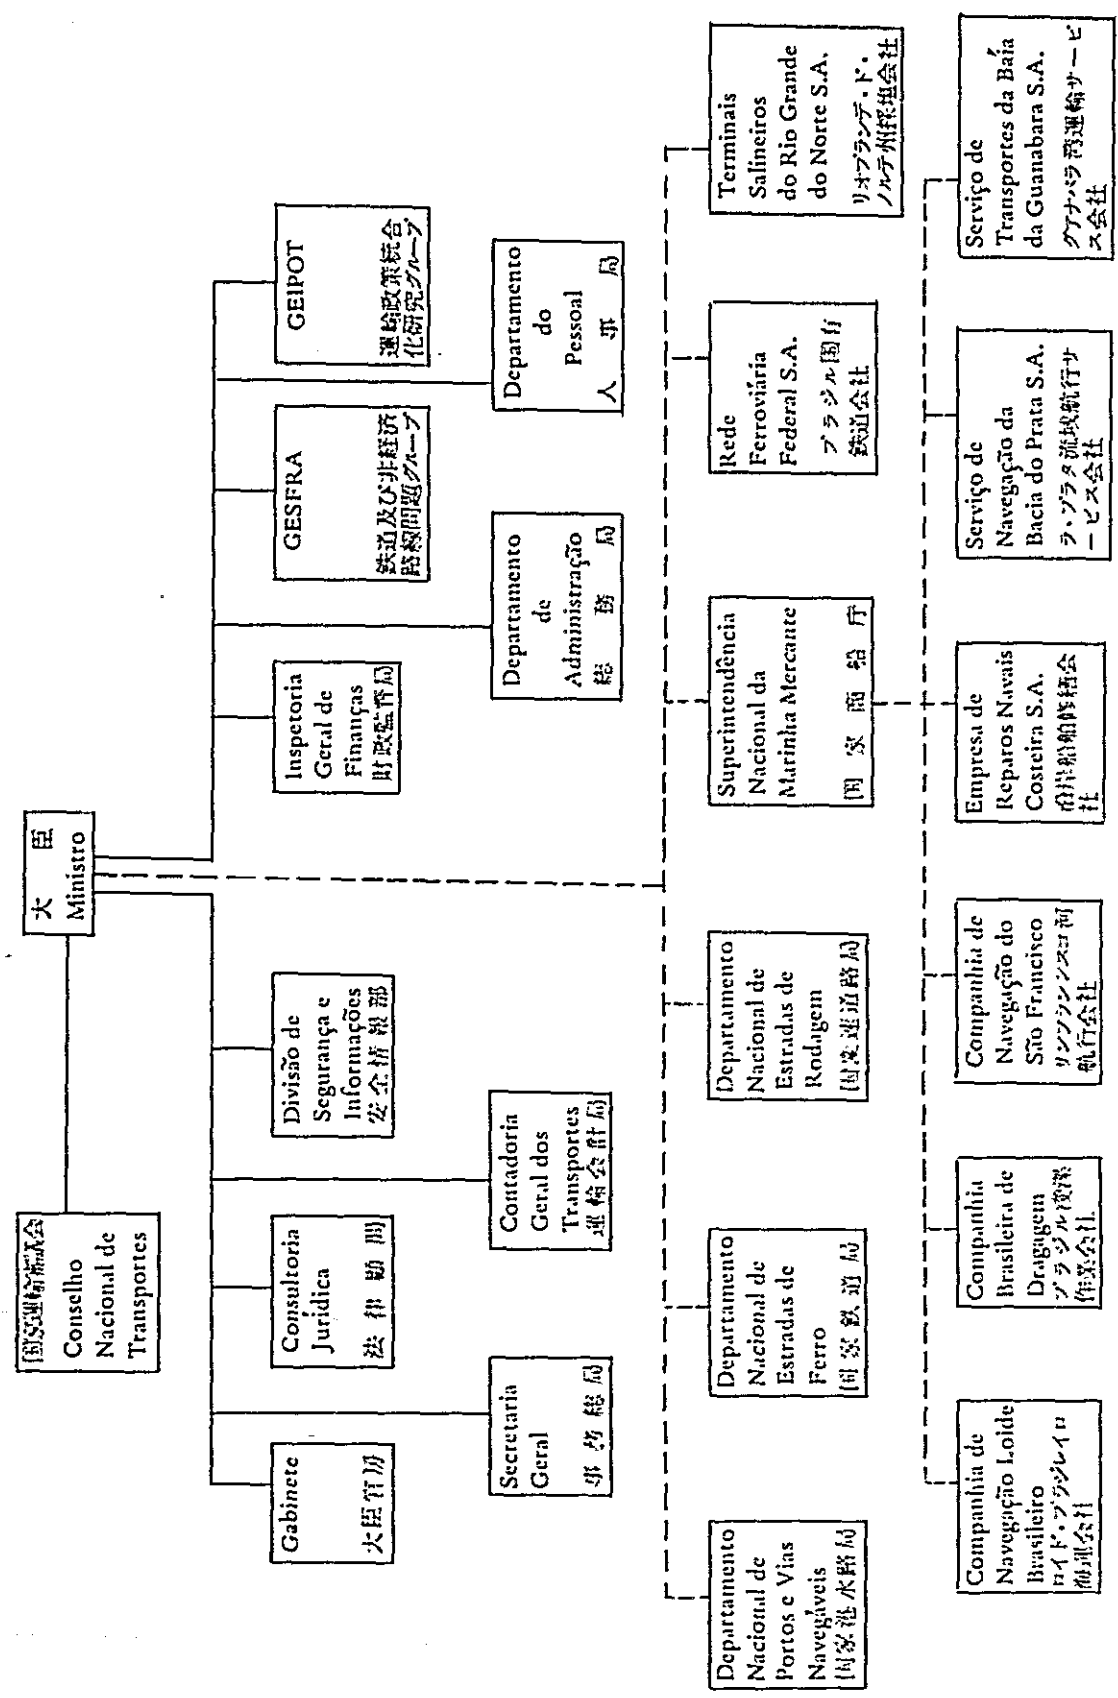 大臣
Ministro
国家運輸審議会
Conselho
Nacional de
Transportes
Gabinete
大臣官房
Consultoria
Jurídica
法律顧問
Divisão de
Segurança e
Informações
安全情報部
Inspetoria
Geral de
Finanças
財政監督局
GESFRA
鉄道及び非経済
路線問題グループ
GEIPOT
運輸政策統合
化研究グループ
Secretaria
Geral
事務総局
Contadoria
Geral dos
Transportes
運輸会計局
Departamento
de
Administração
総務局
Departamento
do
Pessoal
人事局
Departamento
Nacional de
Portos e Vias
Navegáveis
国家港水路局
Departamento
Nacional de
Estradas de
Ferro
国家鉄道局
Departamento
Nacional de
Estradas de
Rodagem
国家道路局
Superintendência
Nacional da
Marinha Mercante
国家商船庁
Rede
Ferroviária
Federal S.A.
ブラジル国有
鉄道会社
Terminais
Salineiros
do Rio Grande
do Norte S.A.
リオグランデ・ド・
ノルテ州採塩会社
Companhia de
Navegação Loide
Brasileiro
ロイド・ブラジレイロ
海運会社
Companhia
Brasileira de
Dragagem
ブラジル浚渫
作業会社
Companhia de
Navegação do
São Francisco
サンフランシスコ河
航行会社
Empresa de
Reparos Navais
Costeira S.A.
沿岸船舶修繕会
社
Serviço de
Navegação da
Bacia do Prata S.A.
ラ・プラタ流域航行サ
ービス会社
Serviço de
Transportes da Baía
da Guanabara S.A.
グアナバラ湾運輸サービ
ス会社